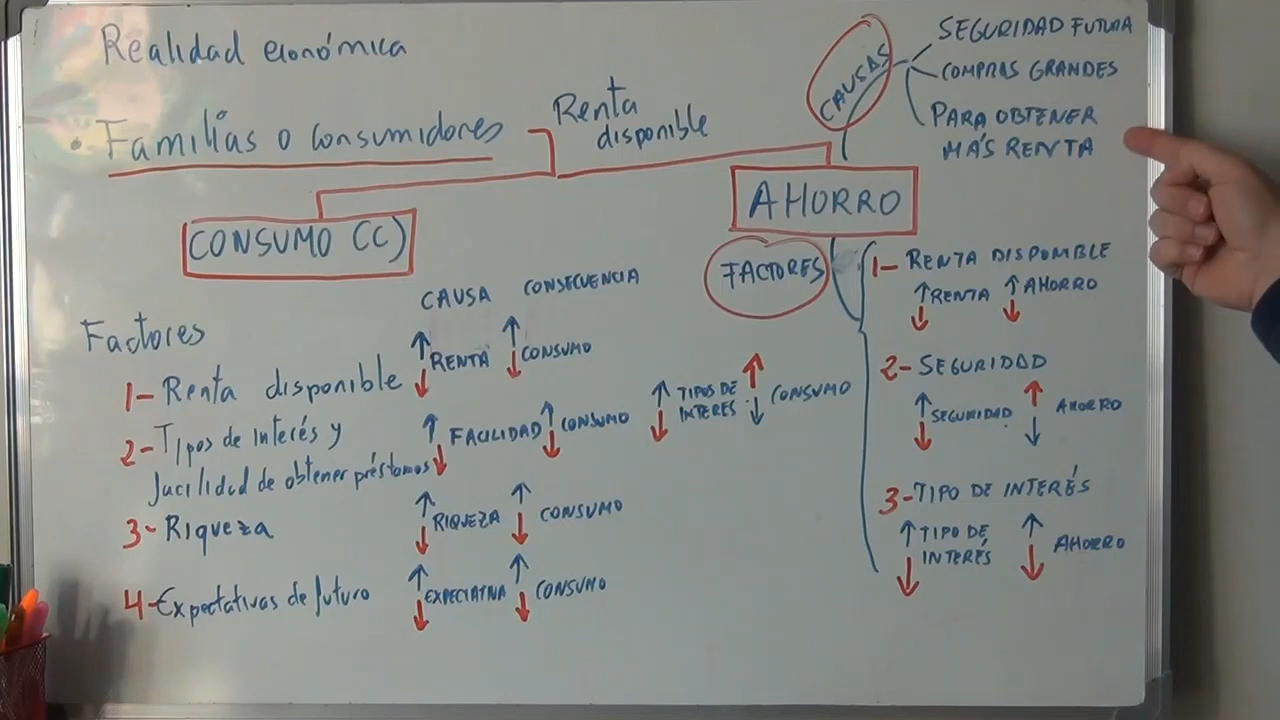 Realidad económica
• Familias o consumidores
Renta
disponible
CAUSAS
SEGURIDAD FUTURA
COMPRAS GRANDES
PARA OBTENER
MÁS RENTA
CONSUMO (C)
AHORRO
Factores
CAUSA CONSECUENCIA
1- Renta disponible ↑↓ RENTA ↑↓ CONSUMO
2- Tipos de interés y
facilidad de obtener préstamos ↑↓ FACILIDAD ↑↓ CONSUMO
↑↓ TIPOS DE
INTERÉS ↑↓ CONSUMO
3- Riqueza ↑↓ RIQUEZA ↑↓ CONSUMO
4- Expectativas de futuro ↑↓ EXPECTATIVA ↑↓ CONSUMO
FACTORES
1- RENTA DISPONIBLE
↑↓ RENTA ↑↓ AHORRO
2- SEGURIDAD
↑↓ SEGURIDAD ↑↓ AHORRO
3- TIPO DE INTERÉS
↑↓ TIPO DE
INTERÉS ↑↓ AHORRO